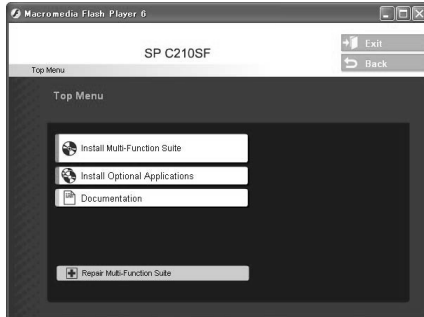 Macromedia Flash Player 6
SP C210SF
Exit
Back
Top Menu
Top Menu
Install Multi-Function Suite
Install Optional Applications
Documentation
Repair Multi-Function Suite